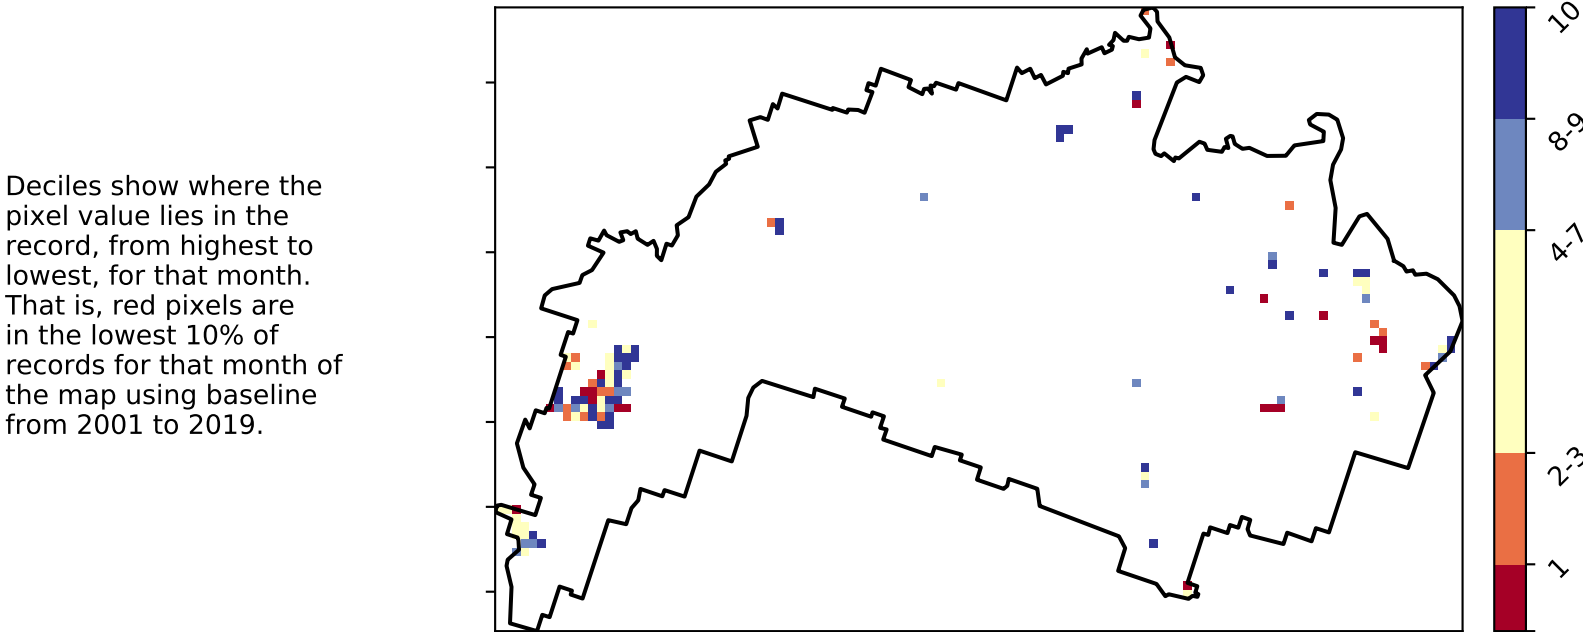 Deciles show where the
pixel value lies in the
record, from highest to
lowest, for that month.
That is, red pixels are
in the lowest 10% of
records for that month of
the map using baseline
from 2001 to 2019.
10
8-9
4-7
2-3
1